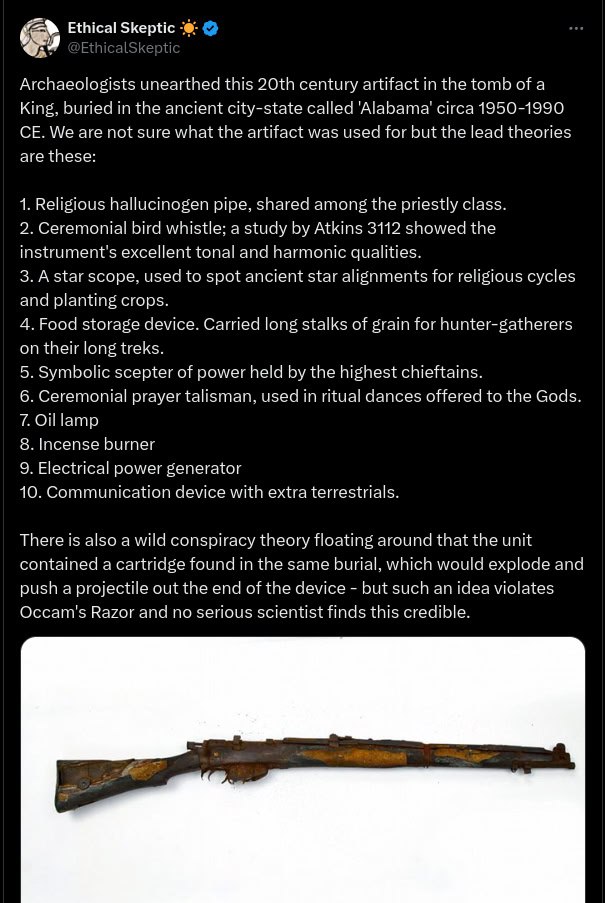 Ethical Skeptic
@EthicalSkeptic
Archaeologists unearthed this 20th century artifact in the tomb of a
King, buried in the ancient city-state called 'Alabama' circa 1950-1990
CE. We are not sure what the artifact was used for but the lead theories
are these:
1. Religious hallucinogen pipe, shared among the priestly class.
2. Ceremonial bird whistle; a study by Atkins 3112 showed the
instrument's excellent tonal and harmonic qualities.
3. A star scope, used to spot ancient star alignments for religious cycles
and planting crops.
4. Food storage device. Carried long stalks of grain for hunter-gatherers
on their long treks.
5. Symbolic scepter of power held by the highest chieftains.
6. Ceremonial prayer talisman, used in ritual dances offered to the Gods.
7. Oil lamp
8. Incense burner
9. Electrical power generator
10. Communication device with extra terrestrials.
There is also a wild conspiracy theory floating around that the unit
contained a cartridge found in the same burial, which would explode and
push a projectile out the end of the device - but such an idea violates
Occam's Razor and no serious scientist finds this credible.